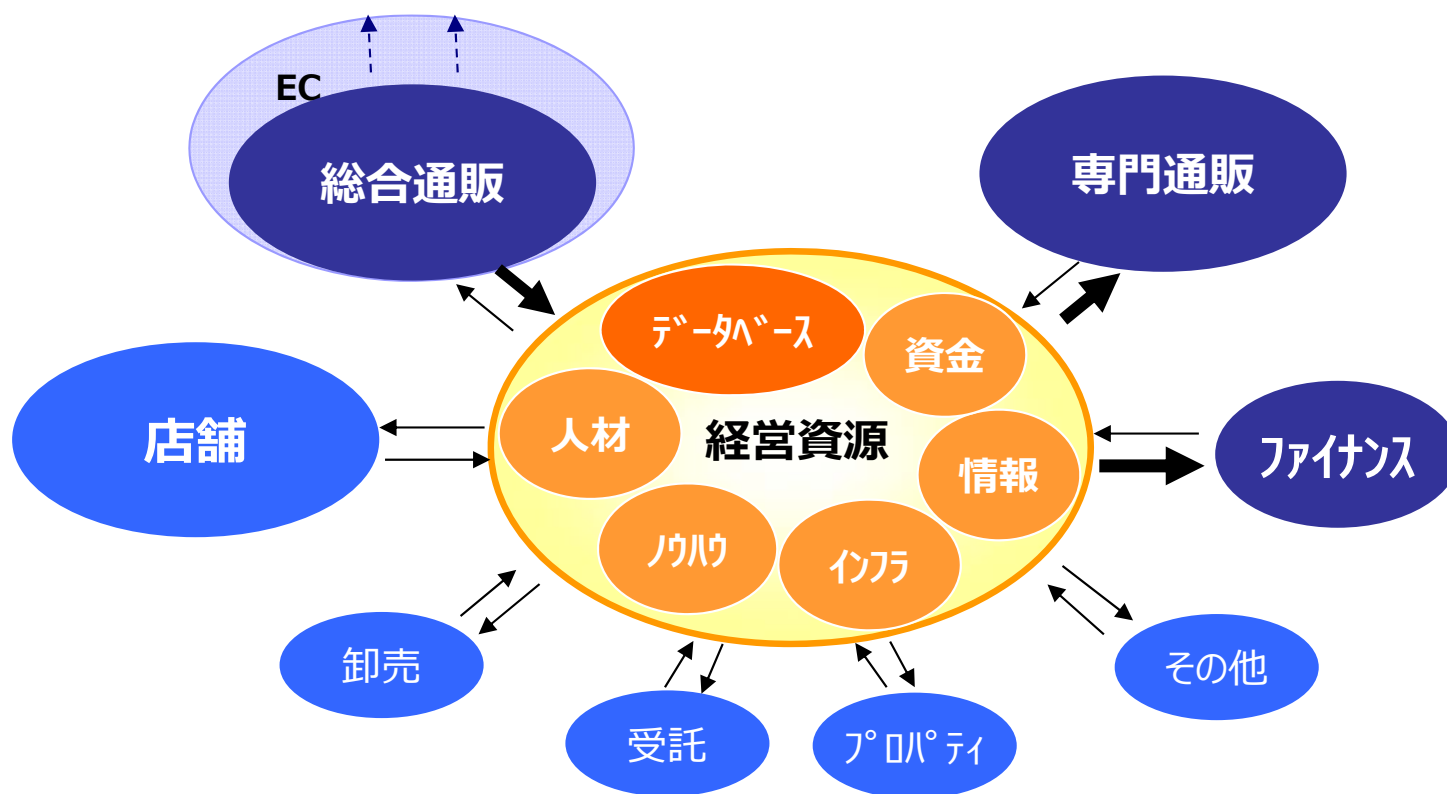 EC
総合通販
専門通販
ﾃﾞｰﾀﾍﾞｰｽ
資金
店舗
人材
経営資源
情報
ﾌｧｲﾅﾝｽ
ﾉｳﾊｳ
ｲﾝﾌﾗ
卸売
その他
受託
ﾌﾟﾛﾊﾟﾃｨ